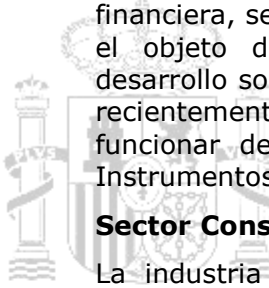 financiera, se
el objeto d
desarrollo so
recientement
funcionar de
Instrumentos
Sector Cons
La industria